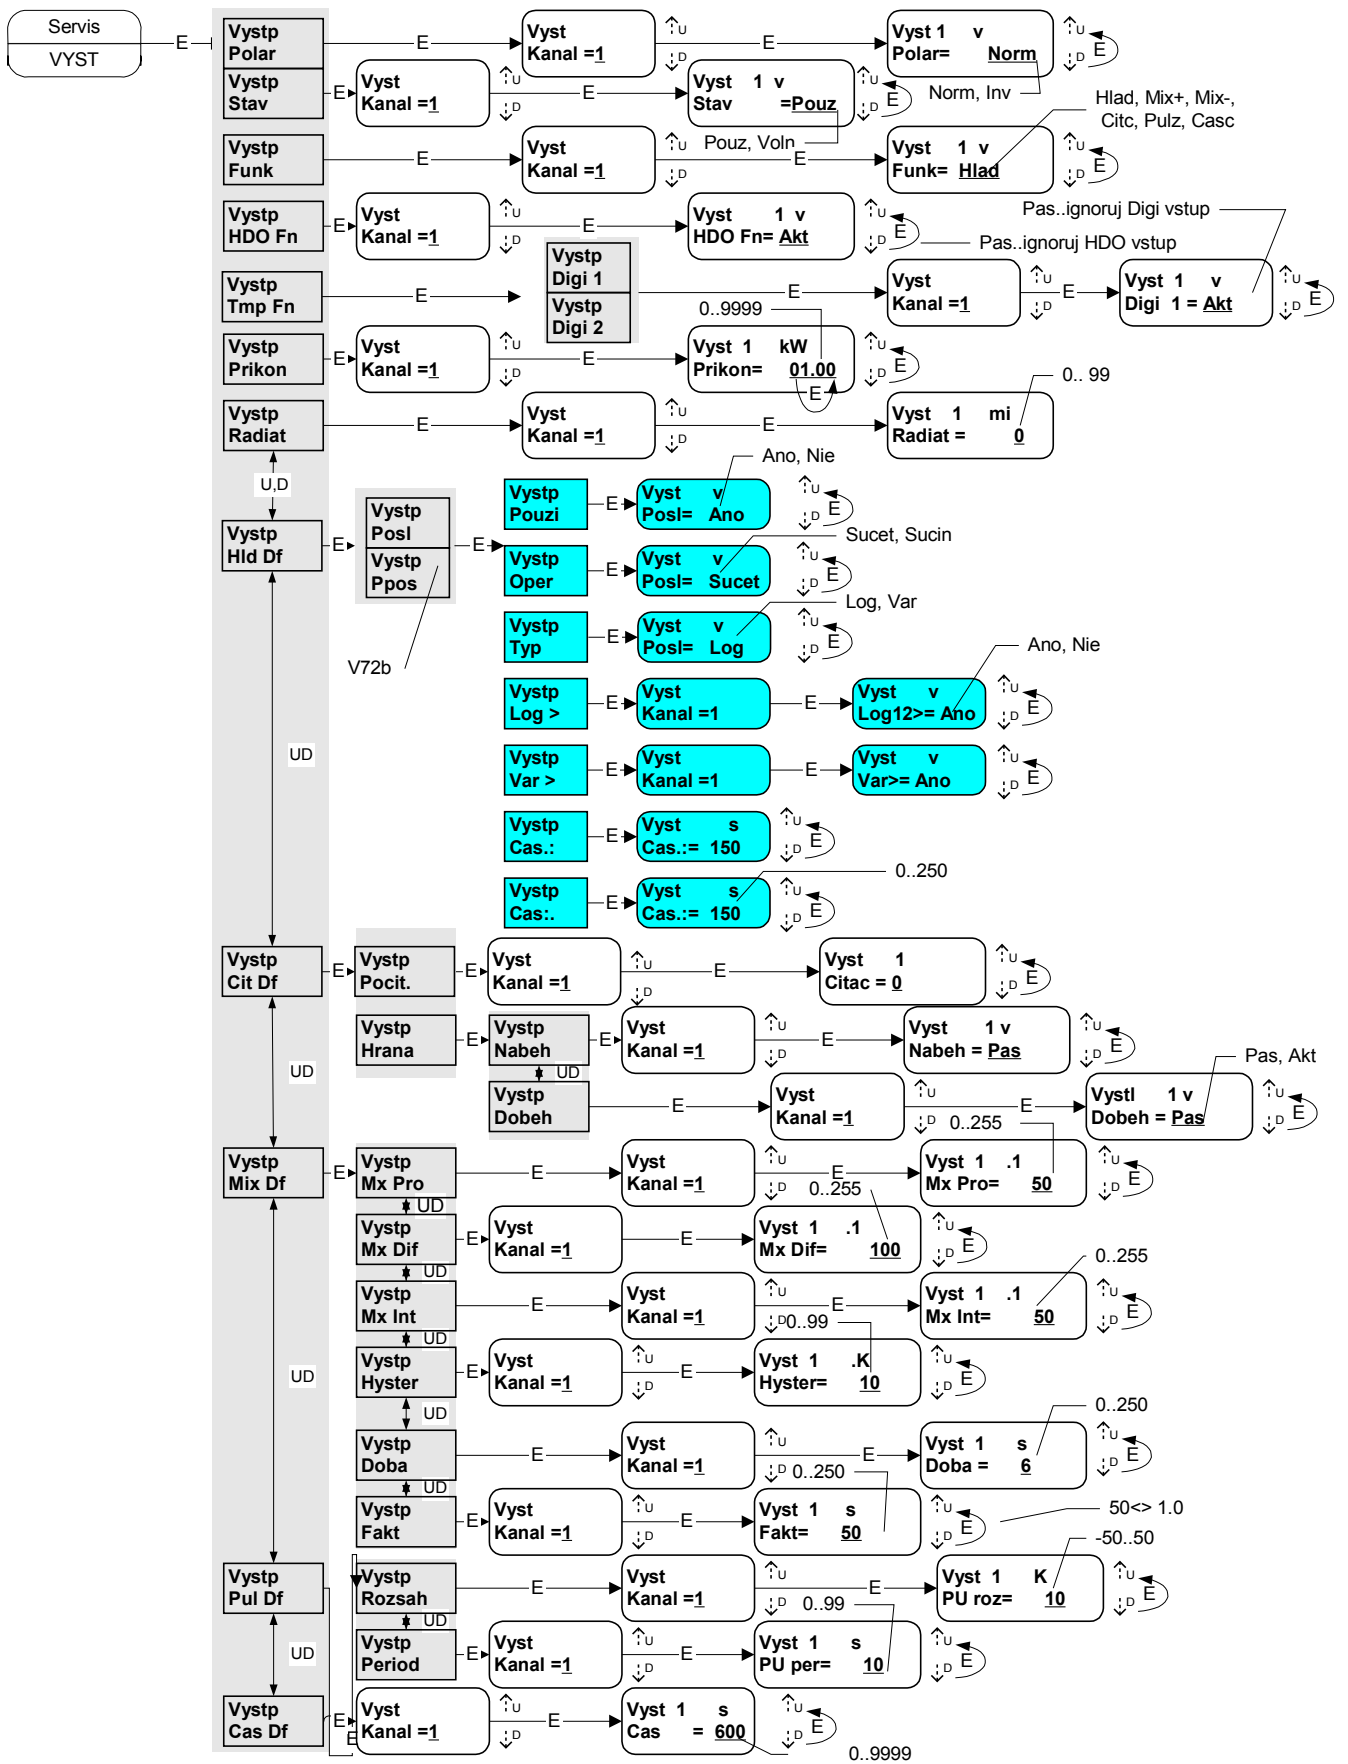 Servis
VYST
E
Vystp
Polar
E
Vyst
Kanal =1
U
D
E
Vyst 1 v
Polar= Norm
U
D
E
Norm, Inv
Vystp
Stav
E
Vyst
Kanal =1
U
D
E
Vyst 1 v
Stav =Pouz
U
D
E
Pouz, Voln
Hlad, Mix+, Mix-,
Citc, Pulz, Casc
Vystp
Funk
E
Vyst
Kanal =1
U
D
E
Vyst 1 v
Funk= Hlad
U
D
E
Vystp
HDO Fn
E
Vyst
Kanal =1
U
D
E
Vyst 1 v
HDO Fn= Akt
U
D
E
Pas..ignoruj HDO vstup
Pas..ignoruj Digi vstup
Vystp
Tmp Fn
E
Vystp
Digi 1
Vystp
Digi 2
E
Vyst
Kanal =1
U
D
E
Vyst 1 v
Digi 1 = Akt
U
D
E
0..9999
Vystp
Prikon
E
Vyst
Kanal =1
U
D
E
Vyst 1 kW
Prikon= 01.00
E
U
D
E
Vystp
Radiat
E
Vyst
Kanal =1
U
D
E
Vyst 1 mi
Radiat = 0
0.. 99
U,D
Vystp
Hld Df
E
Vystp
Posl
Vystp
Ppos
V72b
E
Vystp
Pouzi
E
Vyst v
Posl= Ano
U
D
E
Ano, Nie
Vystp
Oper
E
Vyst v
Posl= Sucet
U
D
E
Sucet, Sucin
Vystp
Typ
E
Vyst v
Posl= Log
U
D
E
Log, Var
Vystp
Log >
E
Vyst
Kanal =1
E
Vyst v
Log12>= Ano
U
D
E
Ano, Nie
UD
Vystp
Var >
E
Vyst
Kanal =1
E
Vyst v
Var>= Ano
U
D
E
Vystp
Cas.:
E
Vyst s
Cas.:= 150
U
D
E
Vystp
Cas:.
E
Vyst s
Cas.:= 150
U
D
E
0..250
Vystp
Cit Df
E
Vystp
Pocit.
E
Vyst
Kanal =1
U
D
E
Vyst 1
Citac = 0
U
D
E
Vystp
Hrana
E
Vystp
Nabeh
E
Vyst
Kanal =1
U
D
E
Vyst 1 v
Nabeh = Pas
U
D
E
UD
UD
Vystp
Dobeh
E
Vyst
Kanal =1
U
D
E
Vystl 1 v
Dobeh = Pas
U
D
E
Pas, Akt
Vystp
Mix Df
E
Vystp
Mx Pro
E
Vyst
Kanal =1
U
D
E
Vyst 1 .1
Mx Pro= 50
U
D
E
0..255
UD
Vystp
Mx Dif
E
Vyst
Kanal =1
U
D
E
Vyst 1 .1
Mx Dif= 100
U
D
E
0..255
UD
Vystp
Mx Int
E
Vyst
Kanal =1
U
D
E
Vyst 1 .1
Mx Int= 50
U
D
E
0..255
UD
UD
Vystp
Hyster
E
Vyst
Kanal =1
U
D
E
Vyst 1 .K
Hyster= 10
U
D
E
0..99
UD
Vystp
Doba
E
Vyst
Kanal =1
U
D
E
Vyst 1 s
Doba = 6
U
D
E
0..250
UD
Vystp
Fakt
E
Vyst
Kanal =1
U
D
E
Vyst 1 s
Fakt= 50
U
D
E
0..250
50<> 1.0
Vystp
Pul Df
E
Vystp
Rozsah
E
Vyst
Kanal =1
U
D
E
Vyst 1 K
PU roz= 10
U
D
E
-50..50
UD
UD
Vystp
Period
E
Vyst
Kanal =1
U
D
E
Vyst 1 s
PU per= 10
U
D
E
0..99
Vystp
Cas Df
E
Vyst
Kanal =1
U
D
E
Vyst 1 s
Cas = 600
U
D
E
0..9999